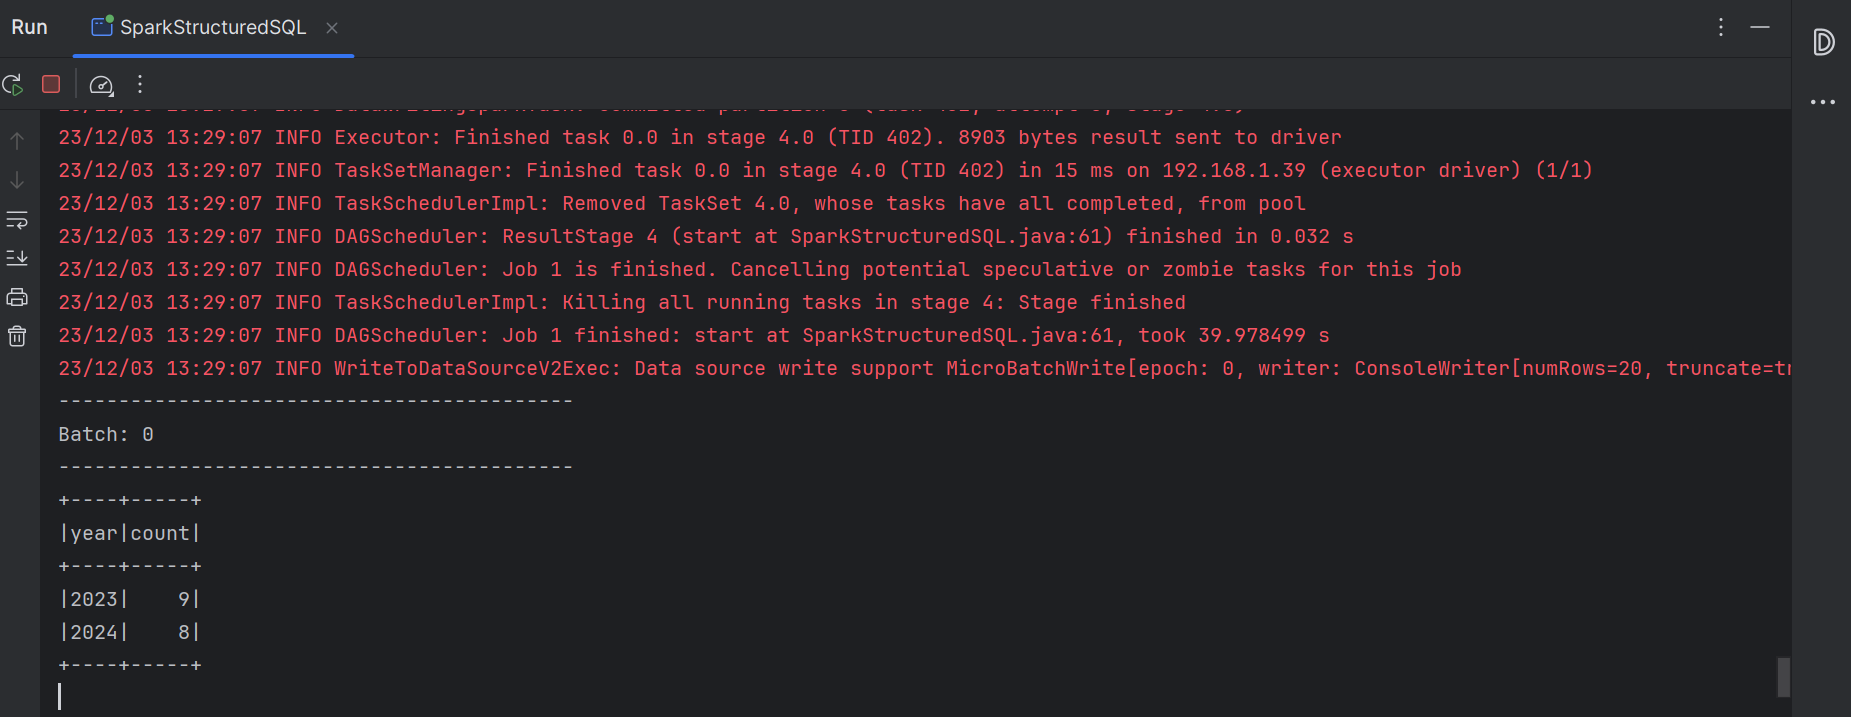 Run
SparkStructuredSQL
23/12/03 13:29:07 INFO Executor: Finished task 0.0 in stage 4.0 (TID 402). 8903 bytes result sent to driver
23/12/03 13:29:07 INFO TaskSetManager: Finished task 0.0 in stage 4.0 (TID 402) in 15 ms on 192.168.1.39 (executor driver) (1/1)
23/12/03 13:29:07 INFO TaskSchedulerImpl: Removed TaskSet 4.0, whose tasks have all completed, from pool
23/12/03 13:29:07 INFO DAGScheduler: ResultStage 4 (start at SparkStructuredSQL.java:61) finished in 0.032 s
23/12/03 13:29:07 INFO DAGScheduler: Job 1 is finished. Cancelling potential speculative or zombie tasks for this job
23/12/03 13:29:07 INFO TaskSchedulerImpl: Killing all running tasks in stage 4: Stage finished
23/12/03 13:29:07 INFO DAGScheduler: Job 1 finished: start at SparkStructuredSQL.java:61, took 39.978499 s
23/12/03 13:29:07 INFO WriteToDataSourceV2Exec: Data source write support MicroBatchWrite[epoch: 0, writer: ConsoleWriter[numRows=20, truncate=tr
-------------------------------------------
Batch: 0
-------------------------------------------
+----+-----+
|year|count|
+----+-----+
|2023|    9|
|2024|    8|
+----+-----+